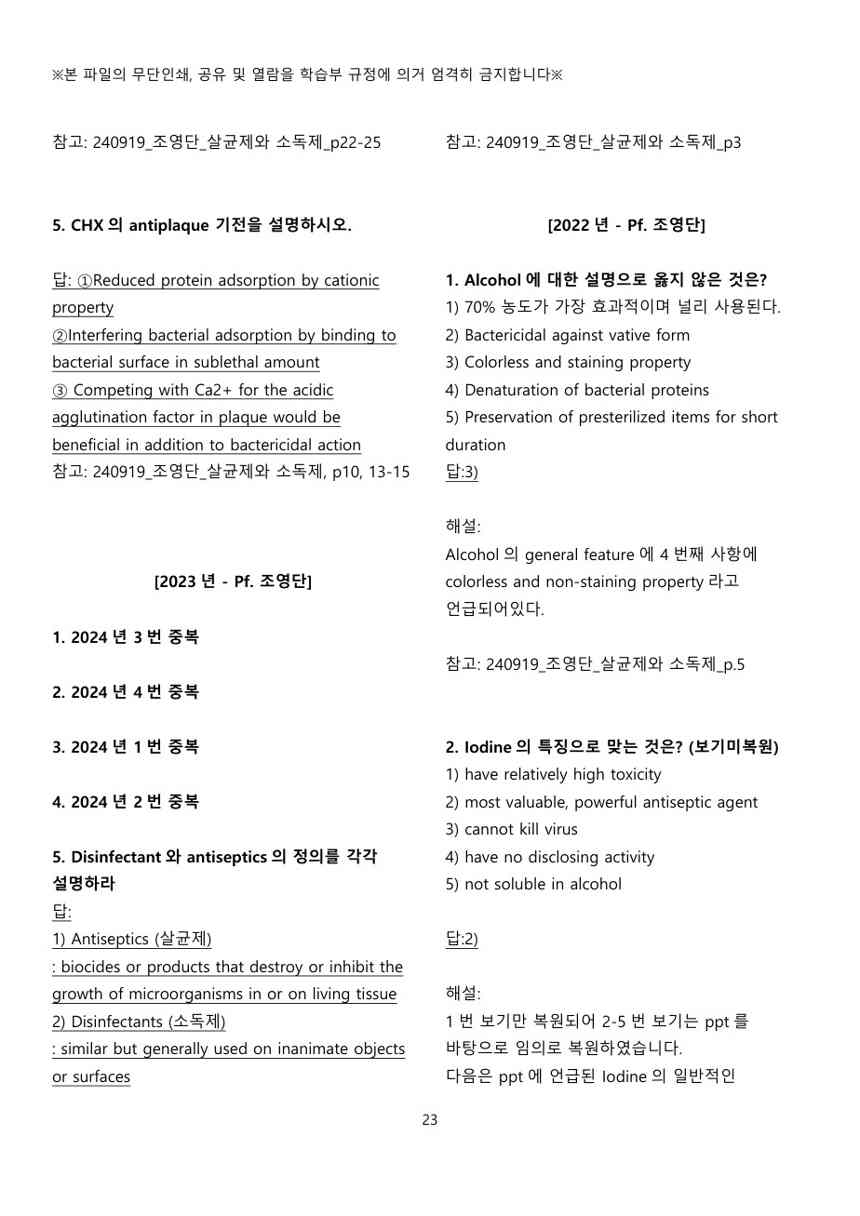 ※본 파일의 무단인쇄, 공유 및 열람을 학습부 규정에 의거 엄격히 금지합니다※
참고: 240919_조영단_살균제와 소독제_p22-25
5. CHX 의 antiplaque 기전을 설명하시오.
답: ①Reduced protein adsorption by cationic
property
②Interfering bacterial adsorption by binding to
bacterial surface in sublethal amount
③ Competing with Ca2+ for the acidic
agglutination factor in plaque would be
beneficial in addition to bactericidal action
참고: 240919_조영단_살균제와 소독제, p10, 13-15
[2023 년 - Pf. 조영단]
1. 2024 년 3 번 중복
2. 2024 년 4 번 중복
3. 2024 년 1 번 중복
4. 2024 년 2 번 중복
5. Disinfectant 와 antiseptics 의 정의를 각각
설명하라
답:
1) Antiseptics (살균제)
: biocides or products that destroy or inhibit the
growth of microorganisms in or on living tissue
2) Disinfectants (소독제)
: similar but generally used on inanimate objects
or surfaces
참고: 240919_조영단_살균제와 소독제_p3
[2022 년 - Pf. 조영단]
1. Alcohol 에 대한 설명으로 옳지 않은 것은?
1) 70% 농도가 가장 효과적이며 널리 사용된다.
2) Bactericidal against vative form
3) Colorless and staining property
4) Denaturation of bacterial proteins
5) Preservation of presterilized items for short
duration
답:3)
해설:
Alcohol 의 general feature 에 4 번째 사항에
colorless and non-staining property 라고
언급되어있다.
참고: 240919_조영단_살균제와 소독제_p.5
2. Iodine 의 특징으로 맞는 것은? (보기미복원)
1) have relatively high toxicity
2) most valuable, powerful antiseptic agent
3) cannot kill virus
4) have no disclosing activity
5) not soluble in alcohol
답:2)
해설:
1 번 보기만 복원되어 2-5 번 보기는 ppt 를
바탕으로 임의로 복원하였습니다.
다음은 ppt 에 언급된 Iodine 의 일반적인
23